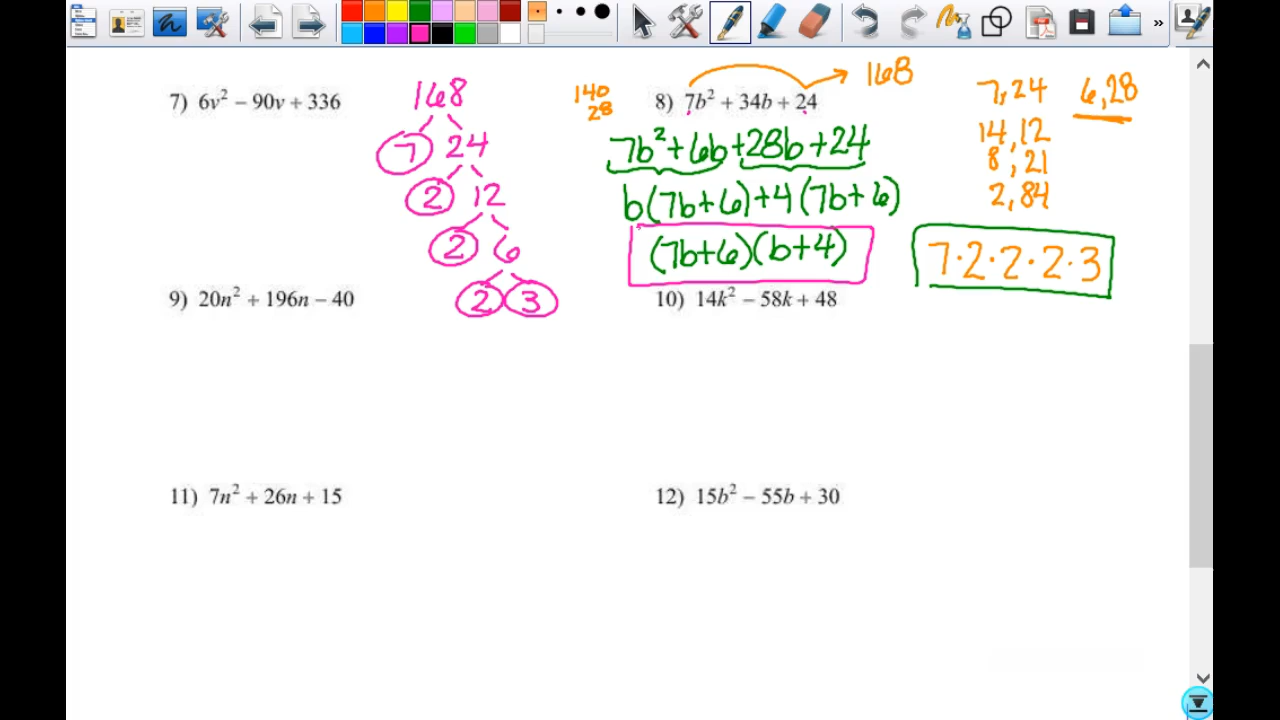 7) 6v² − 90v + 336
168
7 24
2 12
2 6
2 3
140
28
8) 7b² + 34b + 24
168
7b² + 6b + 28b + 24
b(7b + 6) + 4(7b + 6)
(7b + 6)(b + 4)
7, 24
6, 28
14, 12
8, 21
2, 84
7·2·2·2·3
9) 20n² + 196n − 40
10) 14k² − 58k + 48
11) 7n² + 26n + 15
12) 15b² − 55b + 30